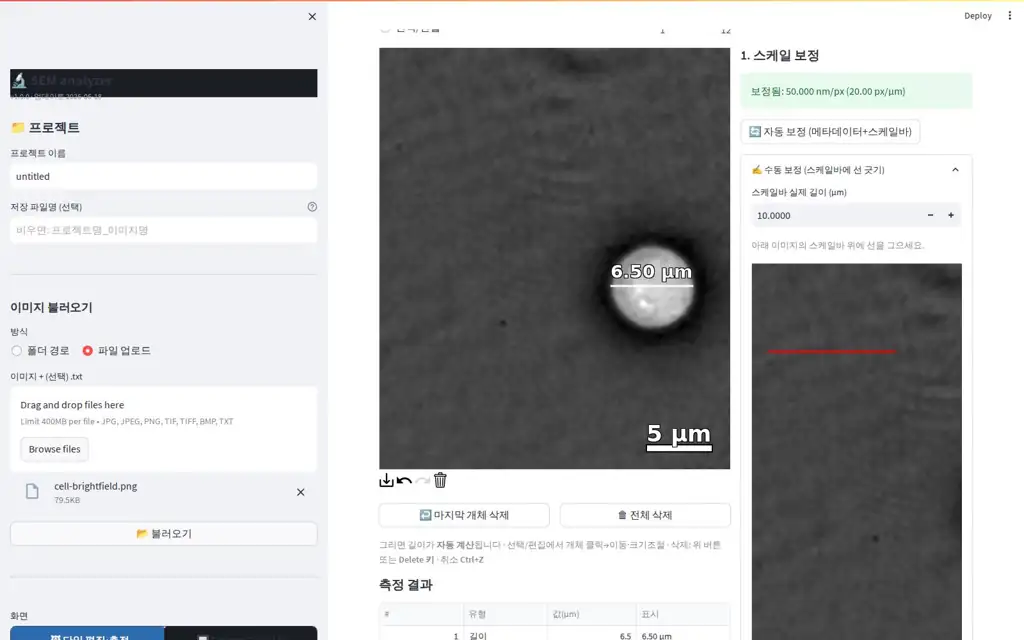 Deploy
SEM analyzer
프로젝트
프로젝트 이름
untitled
저장 파일명 (선택)
비우면: 프로젝트명_이미지명
이미지 불러오기
방식
폴더 경로
파일 업로드
이미지 + (선택) .txt
Drag and drop files here
Limit 400MB per file • JPG, JPEG, PNG, TIF, TIFF, BMP, TXT
Browse files
cell-brightfield.png
79.5KB
불러오기
화면
1
12
6.50 µm
5 µm
마지막 개체 삭제
전체 삭제
그리면 길이가 자동 계산됩니다 · 선택/편집에서 개체 클릭→이동·크기조절 · 삭제: 위 버튼
또는 Delete 키 · 취소 Ctrl+Z
측정 결과
# 유형 값(µm) 표시
1 길이 6.5 6.50 µm
1. 스케일 보정
보정됨: 50.000 nm/px (20.00 px/µm)
자동 보정 (메타데이터+스케일바)
수동 보정 (스케일바에 선 긋기)
스케일바 실제 길이 (µm)
10.0000
아래 이미지의 스케일바 위에 선을 그으세요.